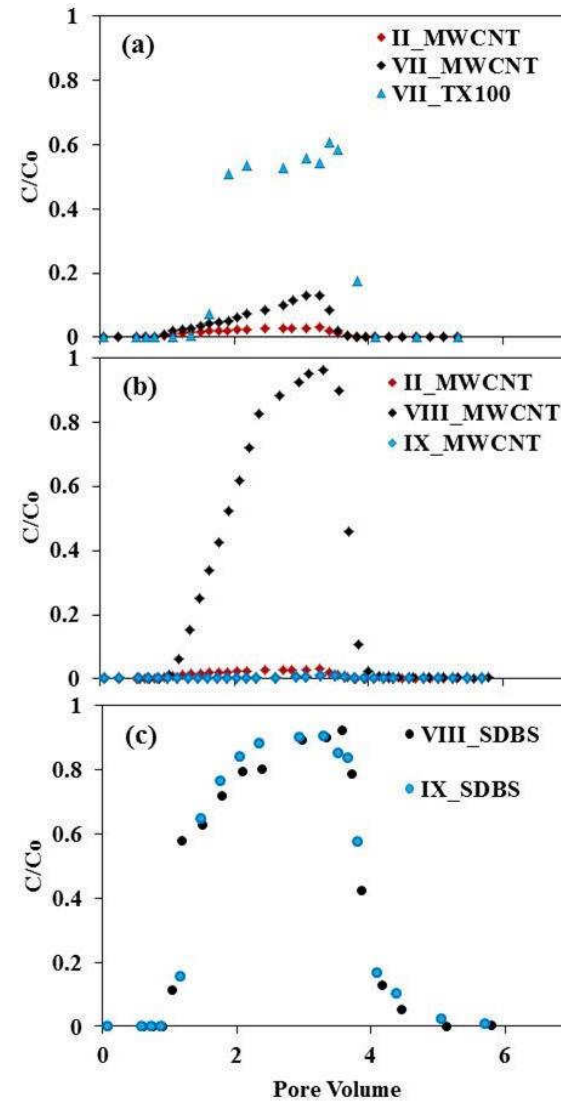 1
(a)
II_MWCNT
VII_MWCNT
VII_TX100
0.8
0.6
C/Co
0.4
0.2
0
1
(b)
II_MWCNT
VIII_MWCNT
IX_MWCNT
0.8
0.6
C/Co
0.4
0.2
0
1
(c)
VIII_SDBS
IX_SDBS
0.8
0.6
C/Co
0.4
0.2
0
0 2 4 6
Pore Volume